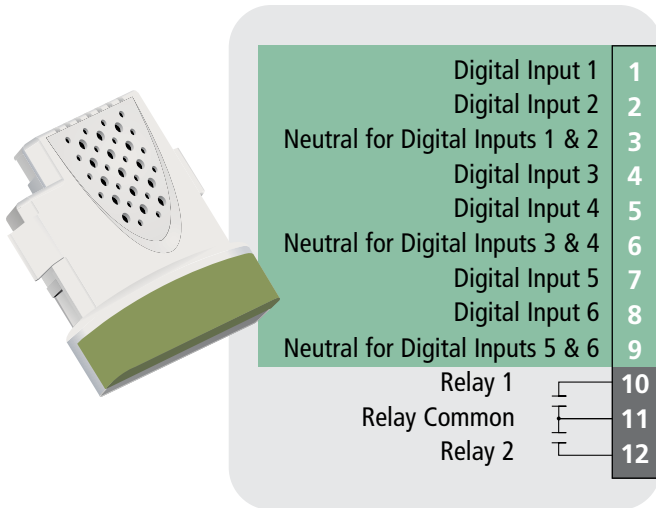 Digital Input 1 1
Digital Input 2 2
Neutral for Digital Inputs 1 & 2 3
Digital Input 3 4
Digital Input 4 5
Neutral for Digital Inputs 3 & 4 6
Digital Input 5 7
Digital Input 6 8
Neutral for Digital Inputs 5 & 6 9
Relay 1 10
Relay Common 11
Relay 2 12